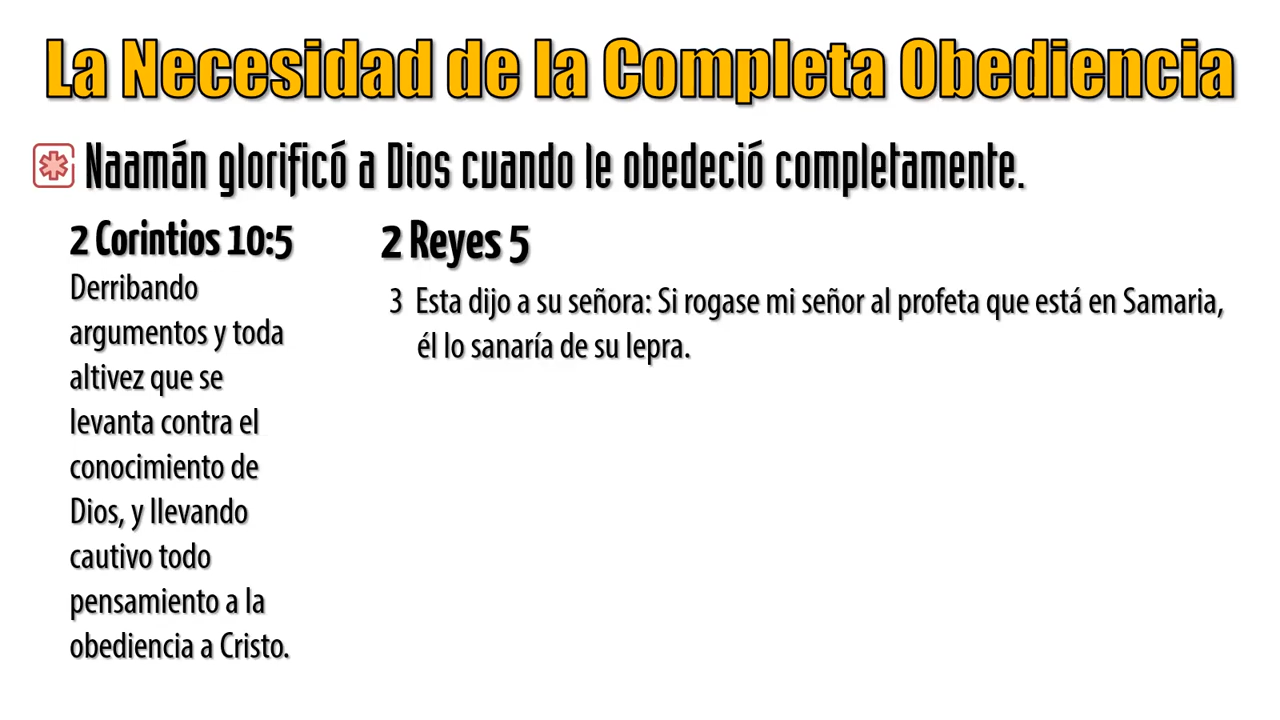 La Necesidad de la Completa Obediencia
Naamán glorificó a Dios cuando le obedeció completamente.
2 Corintios 10:5
Derribando
argumentos y toda
altivez que se
levanta contra el
conocimiento de
Dios, y llevando
cautivo todo
pensamiento a la
obediencia a Cristo.
2 Reyes 5
3 Esta dijo a su señora: Si rogase mi señor al profeta que está en Samaria,
él lo sanaría de su lepra.